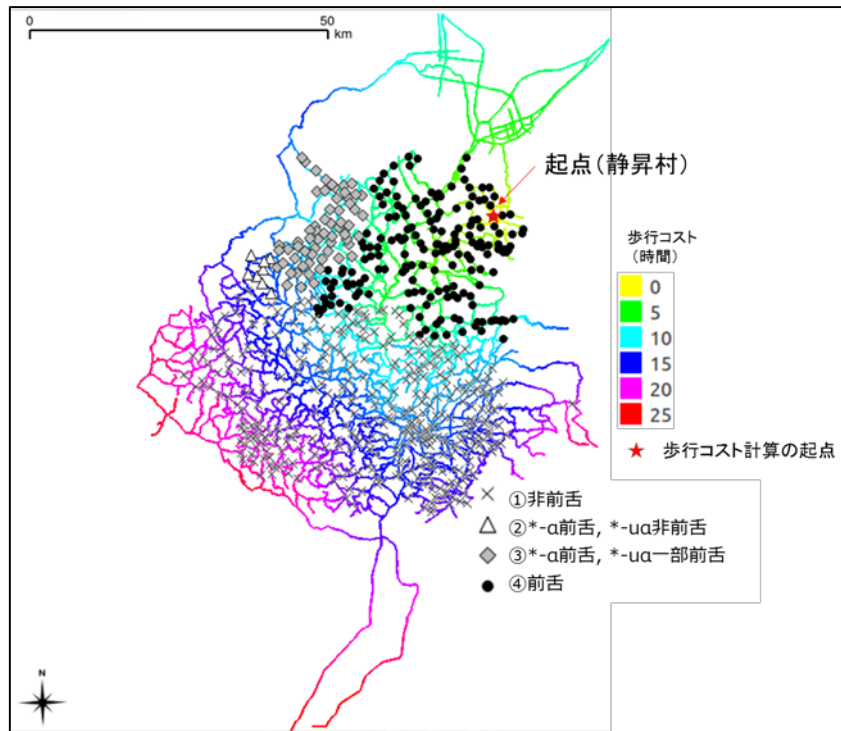 0 50
km
起点(静昇村)
歩行コスト
(時間)
0
5
10
15
20
25
歩行コスト計算の起点
①非前舌
②*-ɑ前舌, *-uɑ非前舌
③*-ɑ前舌, *-uɑ一部前舌
④前舌
N